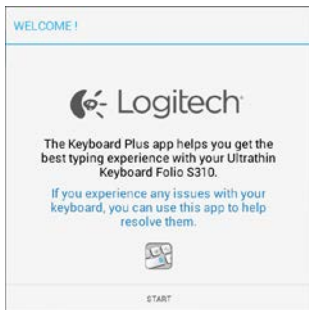 WELCOME !
Logitech
The Keyboard Plus app helps you get the
best typing experience with your Ultrathin
Keyboard Folio S310.
If you experience any issues with your
keyboard, you can use this app to help
resolve them.
START